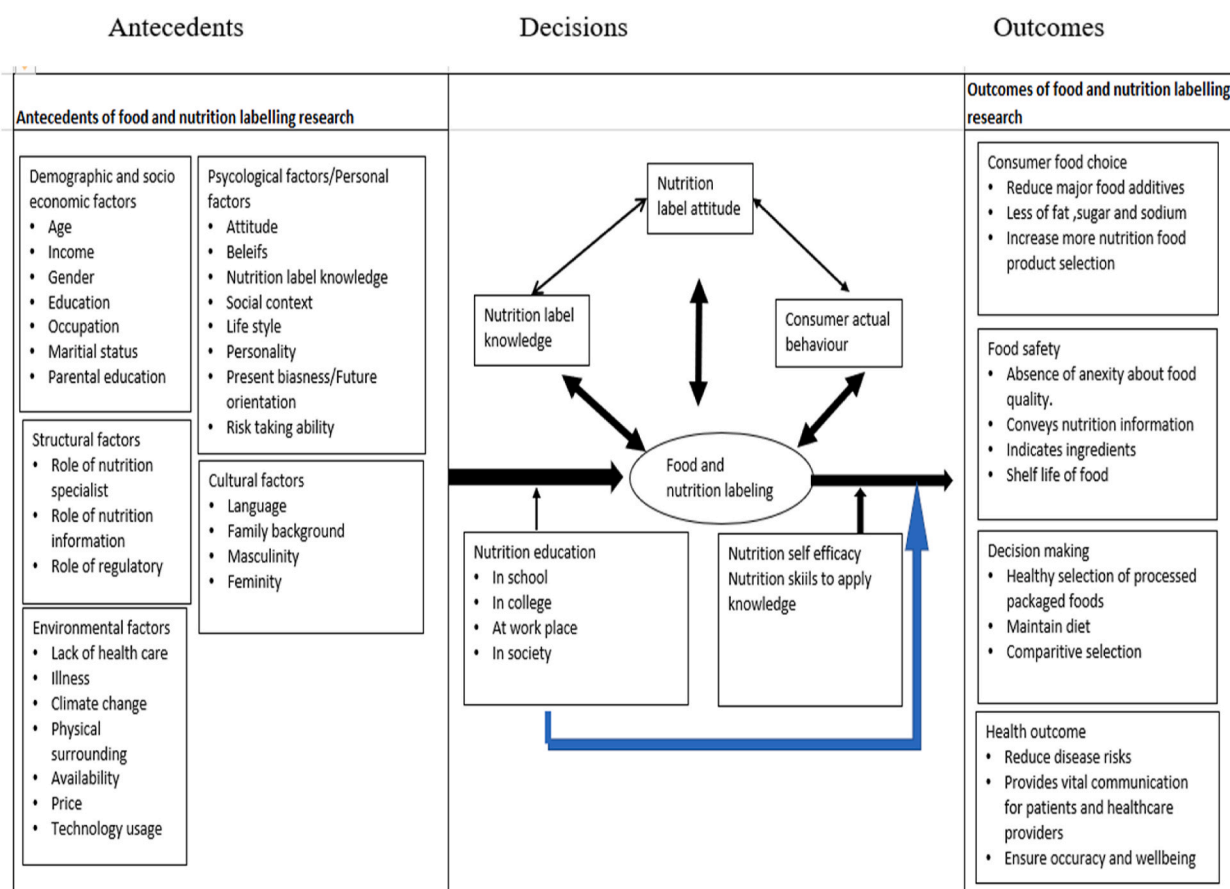 Antecedents
Decisions
Outcomes
Antecedents of food and nutrition labelling research
Demographic and socio
economic factors
• Age
• Income
• Gender
• Education
• Occupation
• Maritial status
• Parental education
Structural factors
• Role of nutrition
specialist
• Role of nutrition
information
• Role of regulatory
Environmental factors
• Lack of health care
• Illness
• Climate change
• Physical
surrounding
• Availability
• Price
• Technology usage
Psycological factors/Personal
factors
• Attitude
• Beleifs
• Nutrition label knowledge
• Social context
• Life style
• Personality
• Present biasness/Future
orientation
• Risk taking ability
Cultural factors
• Language
• Family background
• Masculinity
• Feminity
Nutrition
label attitude
Nutrition label
knowledge
Consumer actual
behaviour
Food and
nutrition labeling
Nutrition education
• In school
• In college
• At work place
• In society
Nutrition self efficacy
Nutrition skiils to apply
knowledge
Outcomes of food and nutrition labelling
research
Consumer food choice
• Reduce major food additives
• Less of fat ,sugar and sodium
• Increase more nutrition food
product selection
Food safety
• Absence of anexity about food
quality.
• Conveys nutrition information
• Indicates ingredients
• Shelf life of food
Decision making
• Healthy selection of processed
packaged foods
• Maintain diet
• Comparitive selection
Health outcome
• Reduce disease risks
• Provides vital communication
for patients and healthcare
providers
• Ensure occuracy and wellbeing